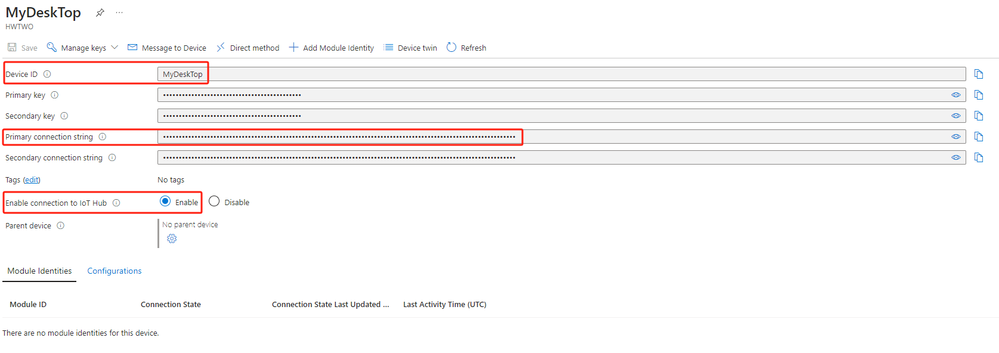 MyDeskTop
HWTWO
Save Manage keys Message to Device Direct method Add Module Identity Device twin Refresh
Device ID MyDeskTop
Primary key ••••••••••••••••••••••••••••••••••••••••••••
Secondary key ••••••••••••••••••••••••••••••••••••••••••••
Primary connection string
Secondary connection string
Tags (edit) No tags
Enable connection to IoT Hub Enable Disable
Parent device No parent device
Module Identities Configurations
Module ID Connection State Connection State Last Updated ... Last Activity Time (UTC)
There are no module identities for this device.